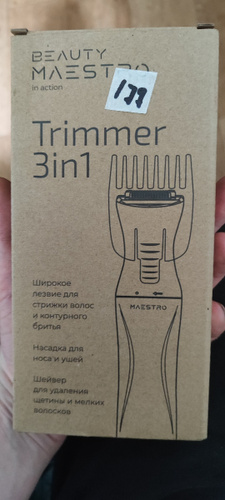 BEAUTY
MAESTRO
In action
139
Trimmer
3in1
Широкое
лезвие для
стрижки волос
и контурного
бритья
MAESTRO
Насадка для
носа и ушей
Шейвер
для удаления
щетины и мелких
волосков